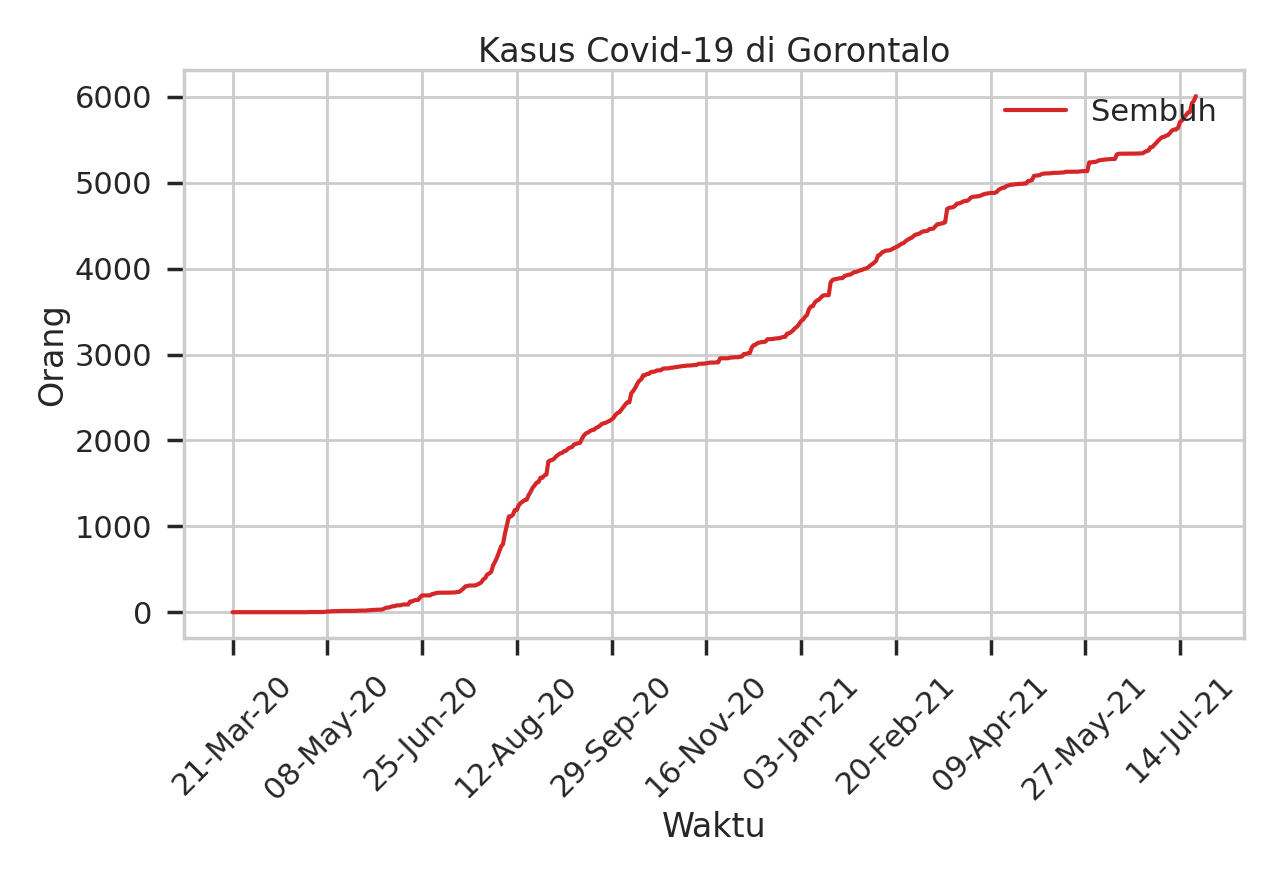 Kasus Covid-19 di Gorontalo
Sembuh
Orang
6000
5000
4000
3000
2000
1000
0
21-Mar-20
08-May-20
25-Jun-20
12-Aug-20
29-Sep-20
16-Nov-20
03-Jan-21
20-Feb-21
09-Apr-21
27-May-21
14-Jul-21
Waktu